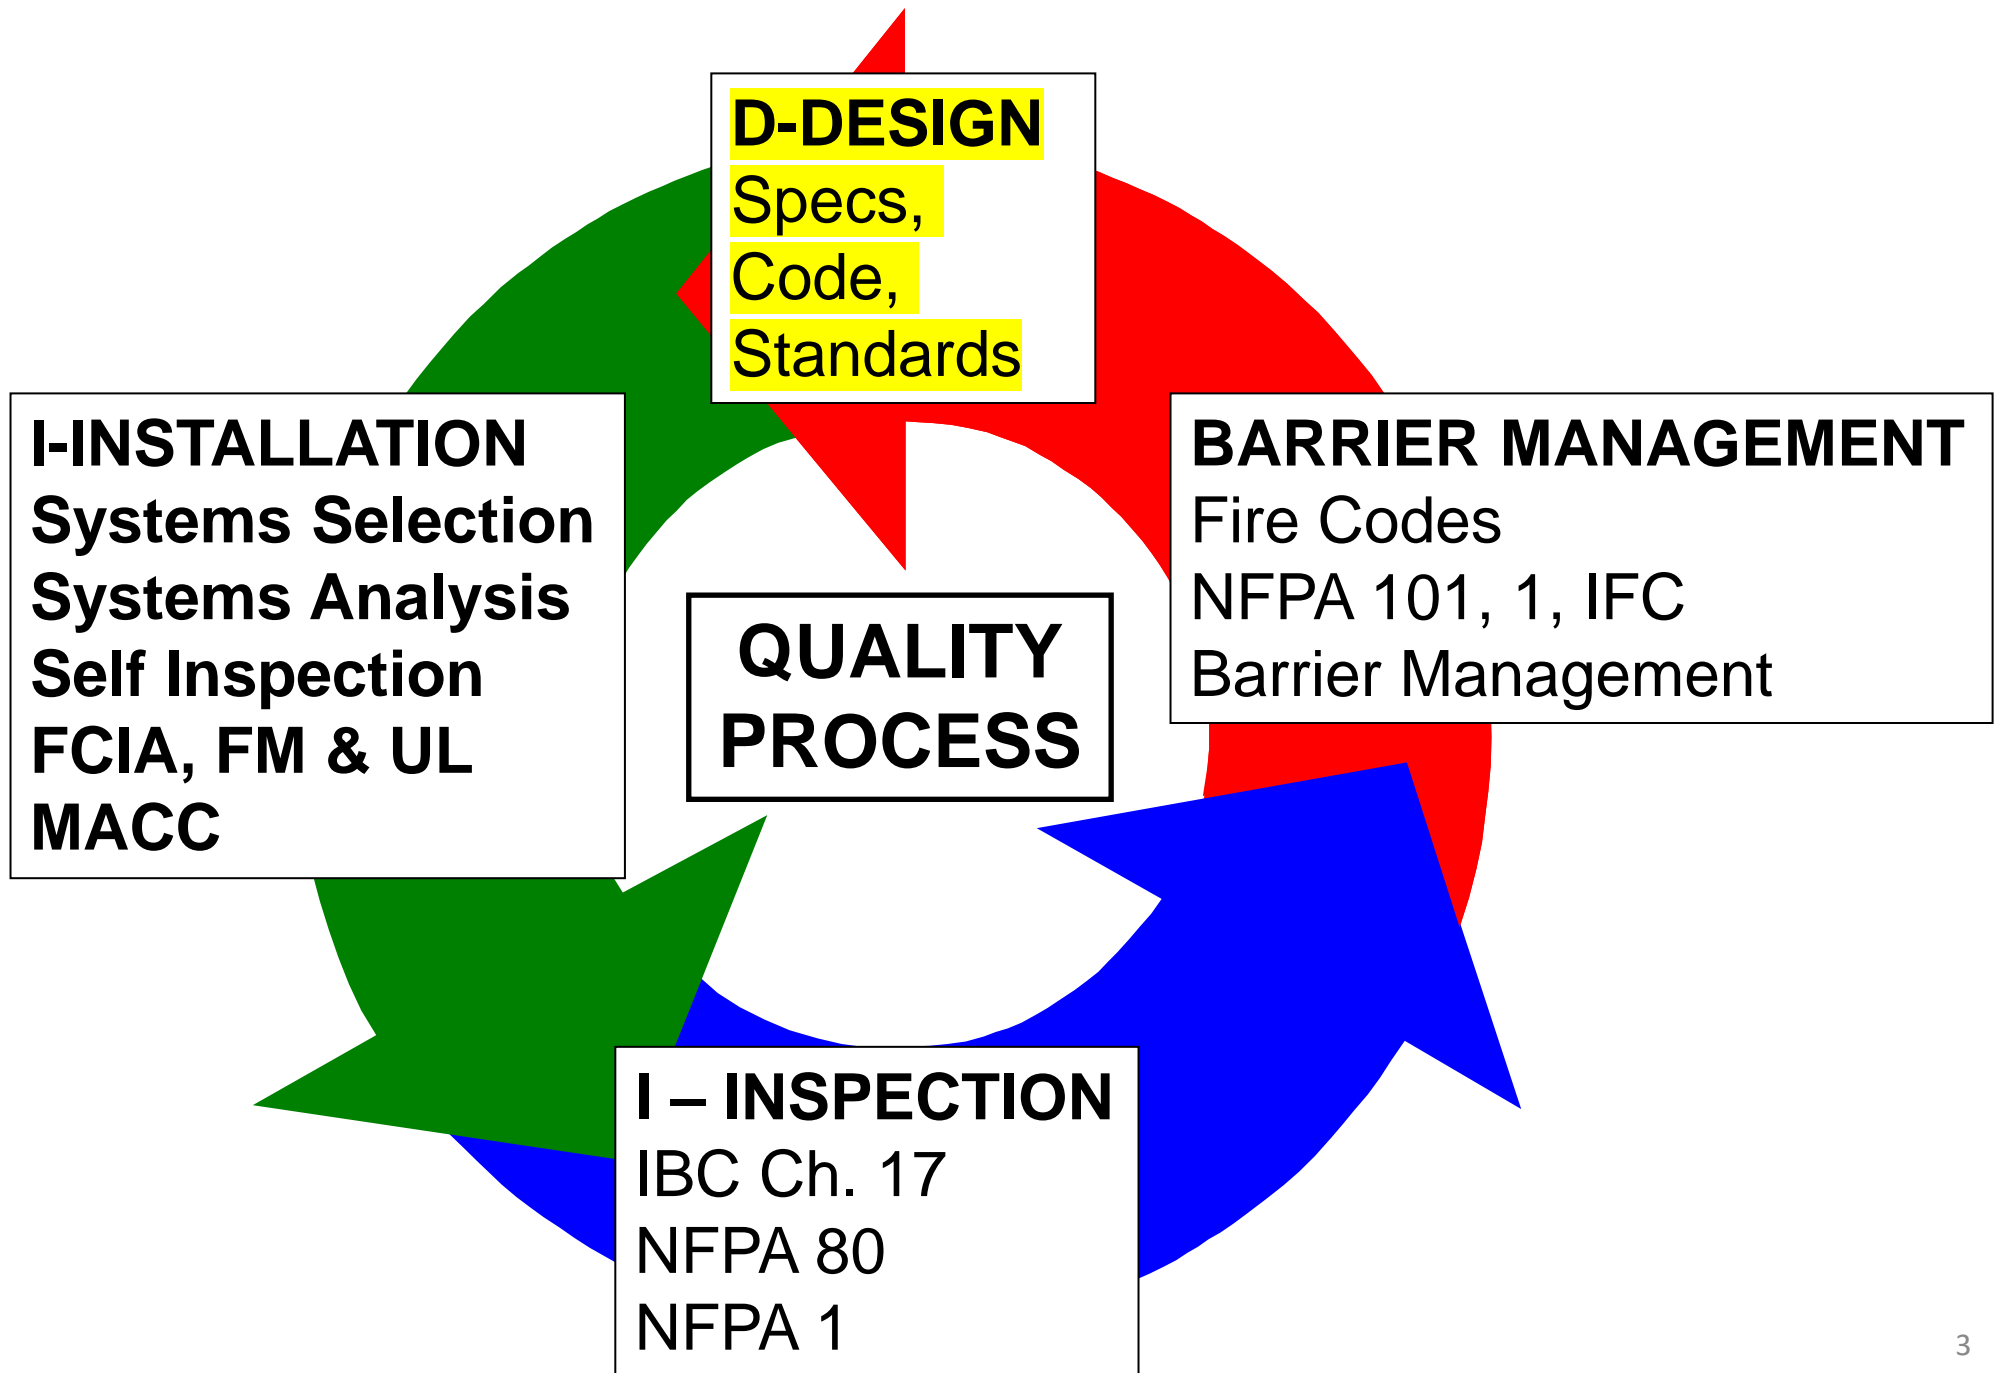 D-DESIGN
Specs,
Code,
Standards
I-INSTALLATION
Systems Selection
Systems Analysis
Self Inspection
FCIA, FM & UL
MACC
BARRIER MANAGEMENT
Fire Codes
NFPA 101, 1, IFC
Barrier Management
QUALITY
PROCESS
I – INSPECTION
IBC Ch. 17
NFPA 80
NFPA 1
3